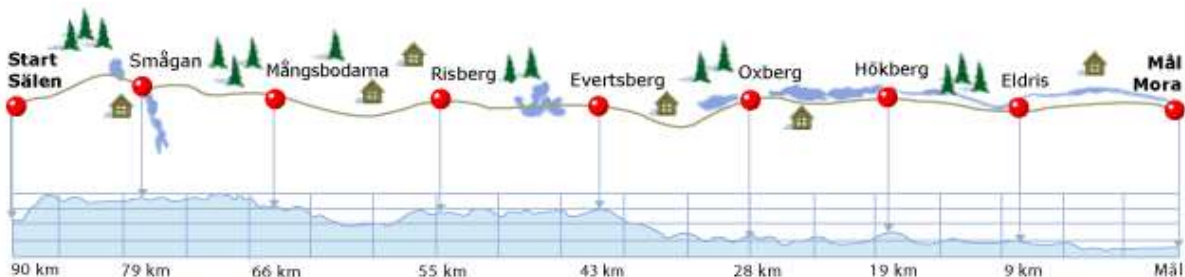 Start
Sälen
Smågan
Mångsbodarna
Risberg
Evertsberg
Oxberg
Hökberg
Eldris
Mål
Mora
90 km
79 km
66 km
55 km
43 km
28 km
19 km
9 km
Mål